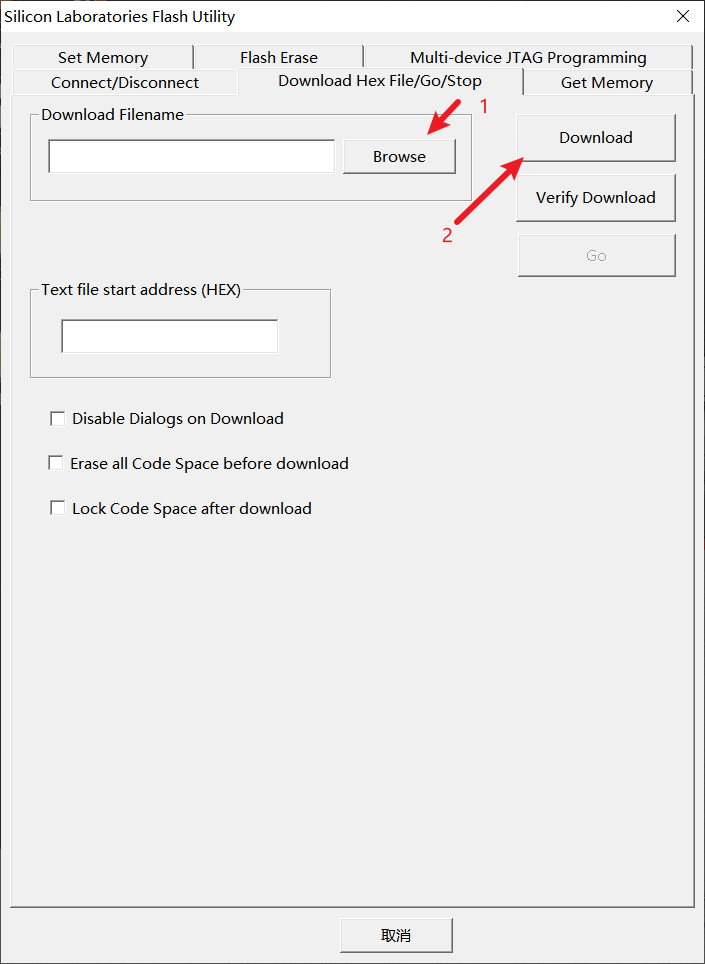 Silicon Laboratories Flash Utility
Set Memory
Flash Erase
Multi-device JTAG Programming
Connect/Disconnect
Download Hex File/Go/Stop
Get Memory
Download Filename
1
Browse
Download
2
Verify Download
Go
Text file start address (HEX)
Disable Dialogs on Download
Erase all Code Space before download
Lock Code Space after download
取消